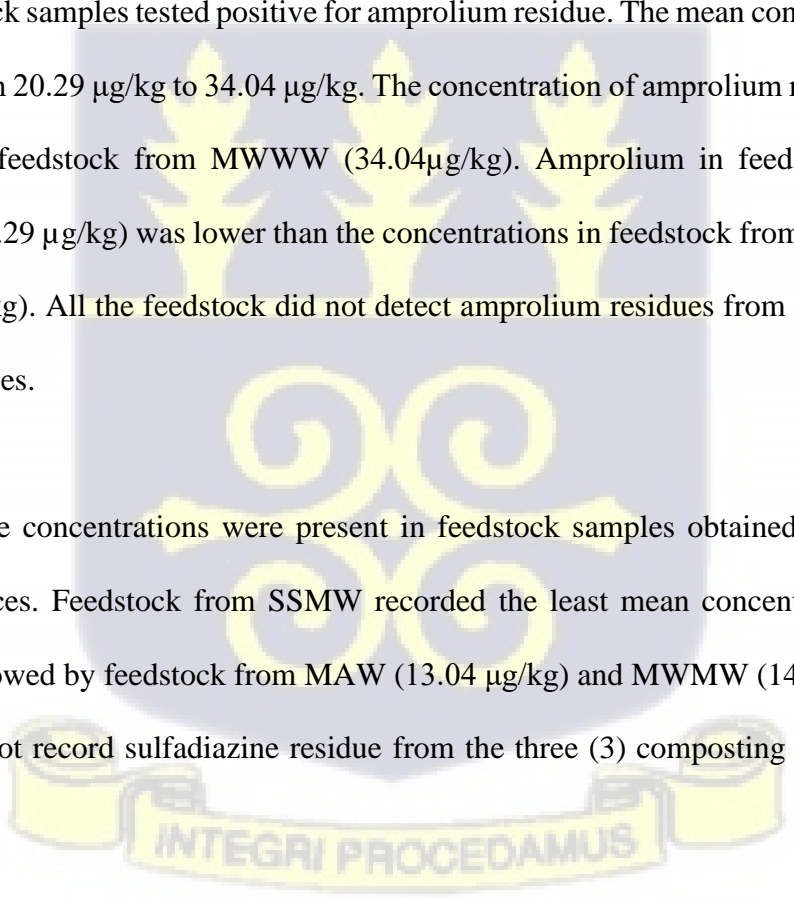 ck samples tested positive for amprolium residue. The mean con
n 20.29 µg/kg to 34.04 µg/kg. The concentration of amprolium r
feedstock from MWWW (34.04µg/kg). Amprolium in feed
.29 µg/kg) was lower than the concentrations in feedstock from
kg). All the feedstock did not detect amprolium residues from
es.
e concentrations were present in feedstock samples obtained
ces. Feedstock from SSMW recorded the least mean concent
owed by feedstock from MAW (13.04 µg/kg) and MWMW (14
ot record sulfadiazine residue from the three (3) composting
INTEGRI PROCEDAMUS